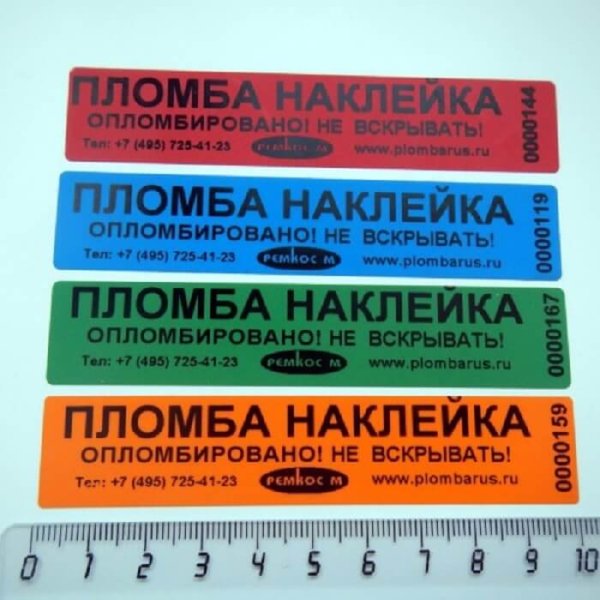 ПЛОМБА НАКЛЕЙКА
ОПЛОМБИРОВАНО! НЕ ВСКРЫВАТЬ!
Тел: +7 (495) 725-41-23 РЕМКОС М www.plombarus.ru
0000144
ПЛОМБА НАКЛЕЙКА
ОПЛОМБИРОВАНО! НЕ ВСКРЫВАТЬ!
Тел: +7 (495) 725-41-23 РЕМКОС М www.plombarus.ru
0000119
ПЛОМБА НАКЛЕЙКА
ОПЛОМБИРОВАНО! НЕ ВСКРЫВАТЬ!
Тел: +7 (495) 725-41-23 РЕМКОС М www.plombarus.ru
0000167
ПЛОМБА НАКЛЕЙКА
ОПЛОМБИРОВАНО! НЕ ВСКРЫВАТЬ!
Тел: +7 (495) 725-41-23 РЕМКОС М www.plombarus.ru
0000159
0 1 2 3 4 5 6 7 8 9 10